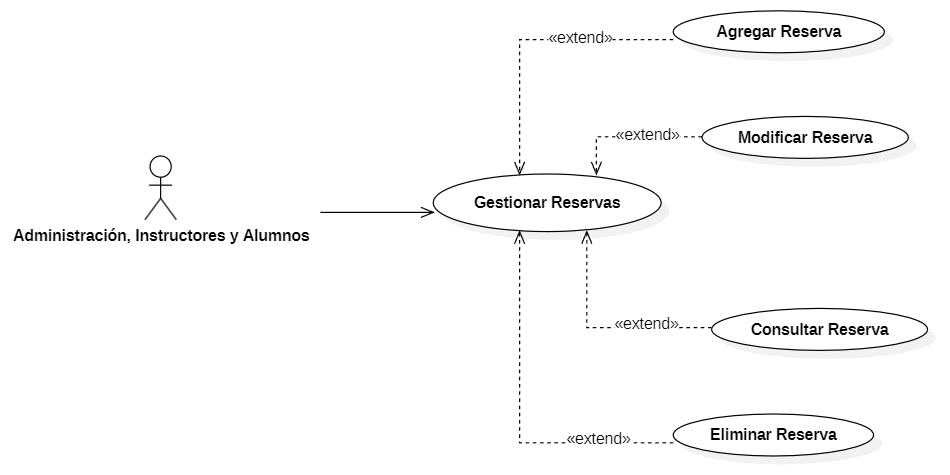 «extend»
Agregar Reserva
«extend»
Modificar Reserva
Gestionar Reservas
Administración, Instructores y Alumnos
«extend»
Consultar Reserva
«extend»
Eliminar Reserva